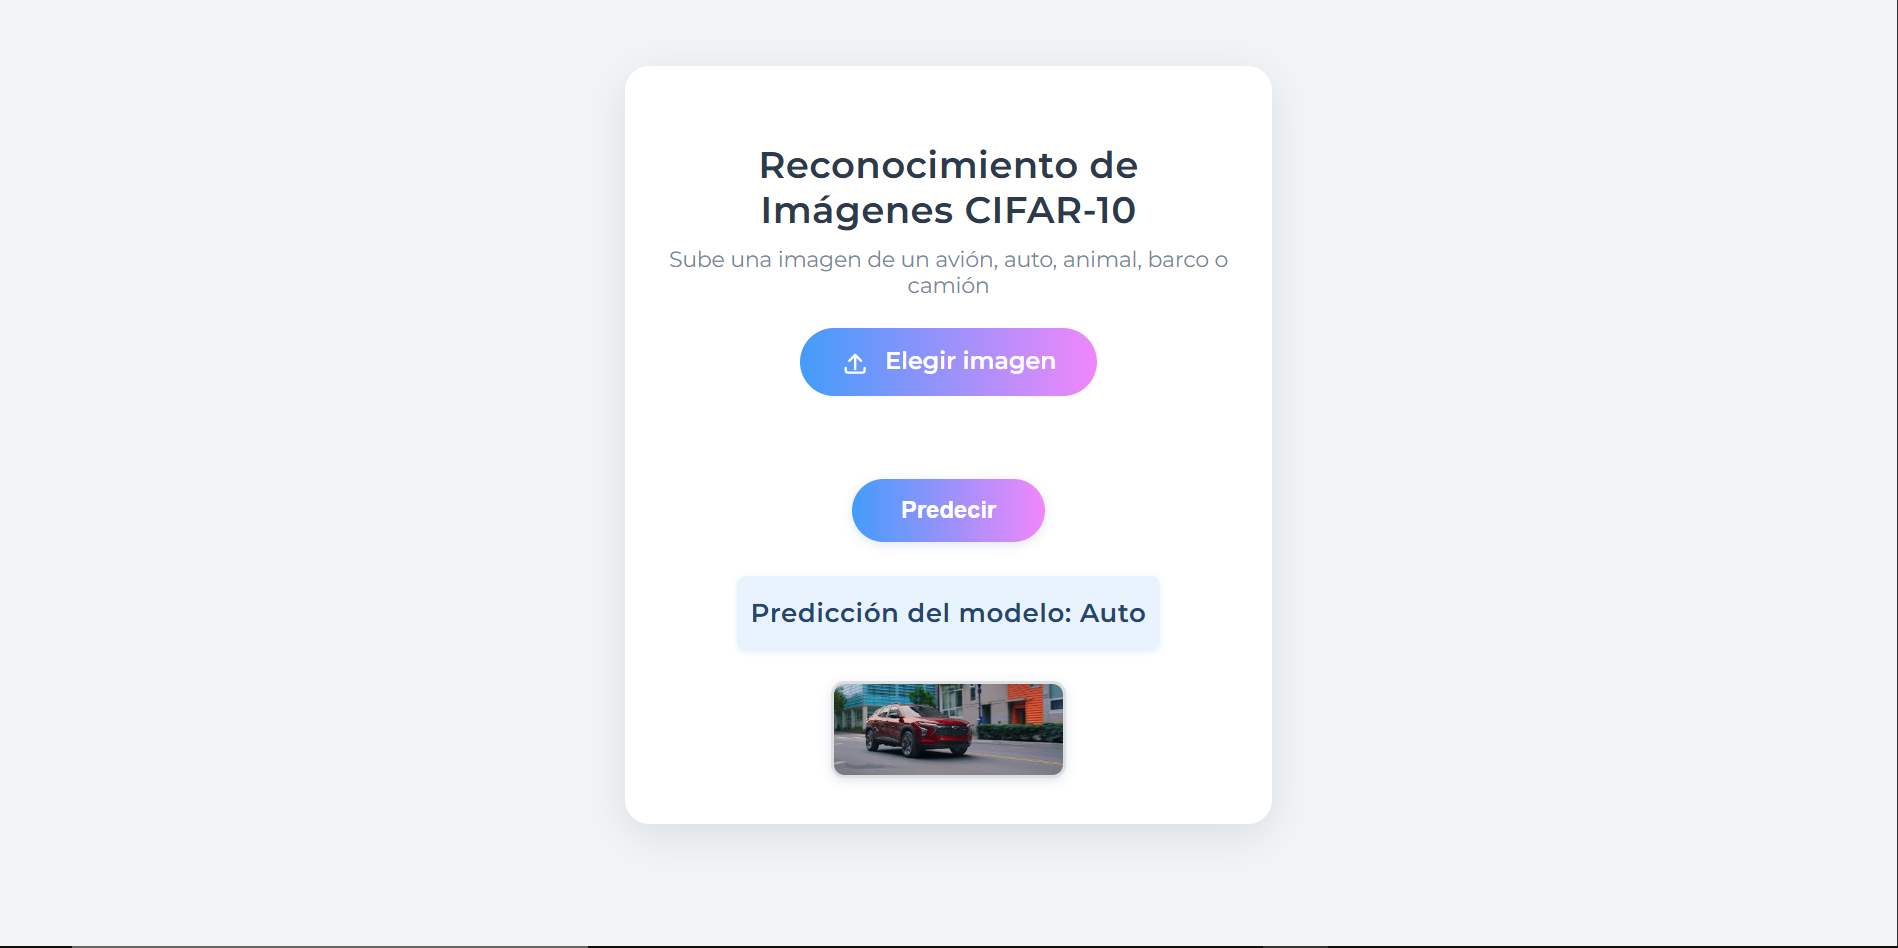 Reconocimiento de
Imágenes CIFAR-10
Sube una imagen de un avión, auto, animal, barco o
camión
Elegir imagen
Predecir
Predicción del modelo: Auto